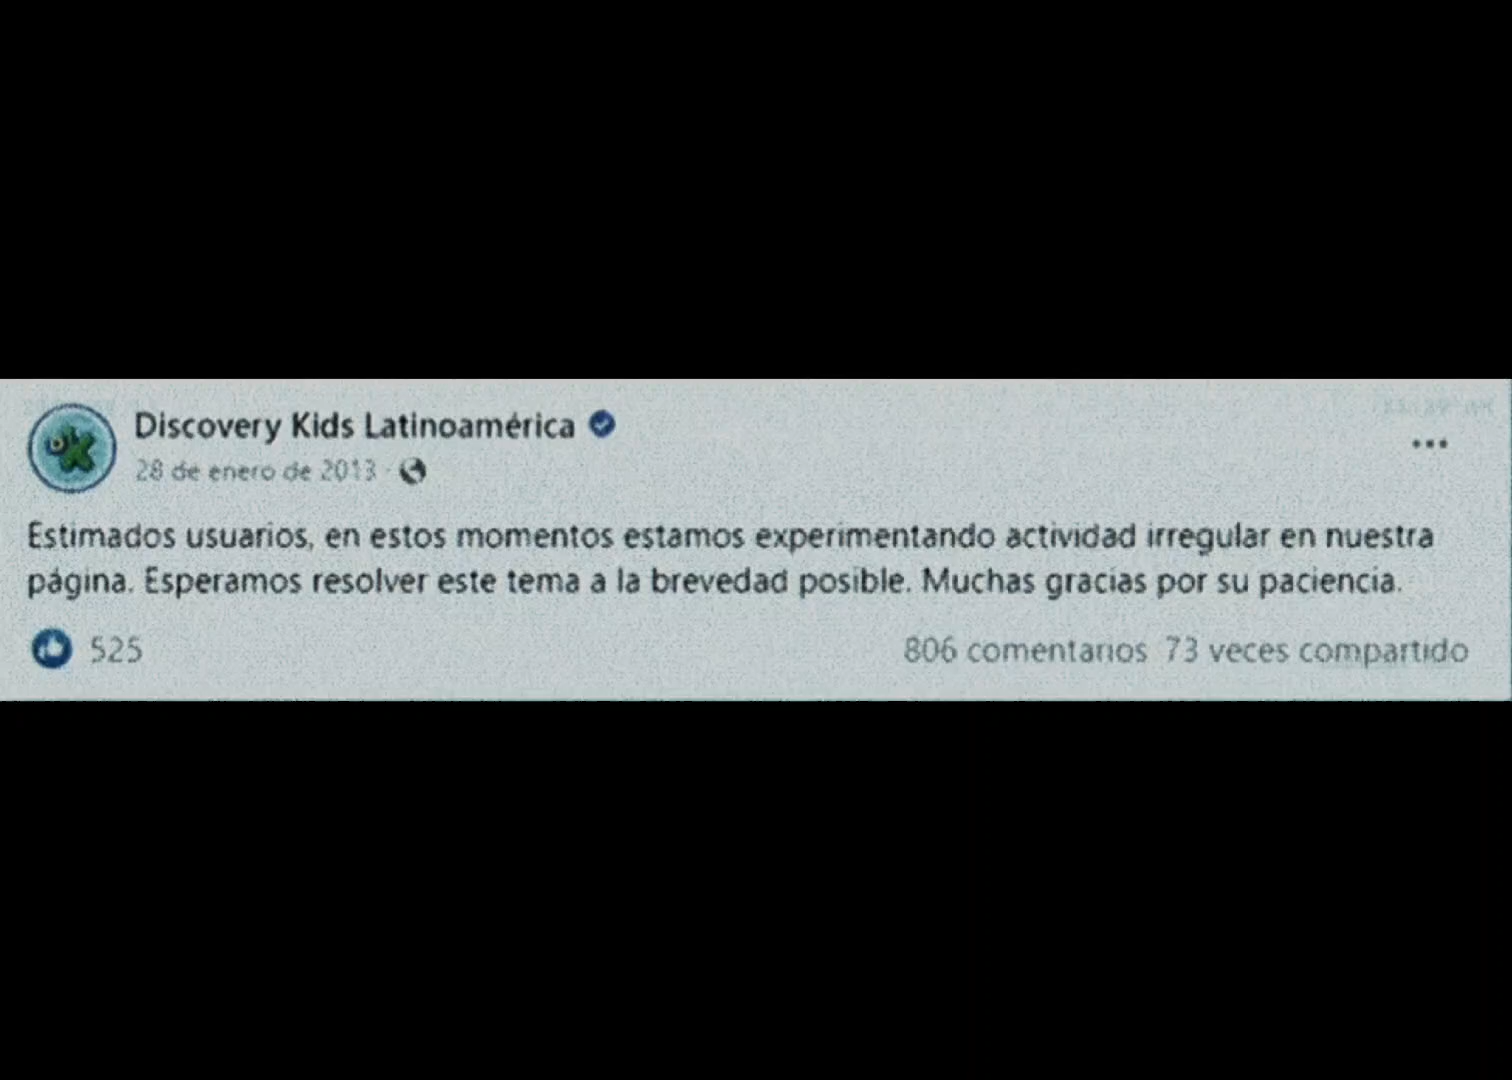 Discovery Kids Latinoamérica
28 de enero de 2013 ·
Estimados usuarios, en estos momentos estamos experimentando actividad irregular en nuestra
página. Esperamos resolver este tema a la brevedad posible. Muchas gracias por su paciencia.
525
806 comentarios 73 veces compartido